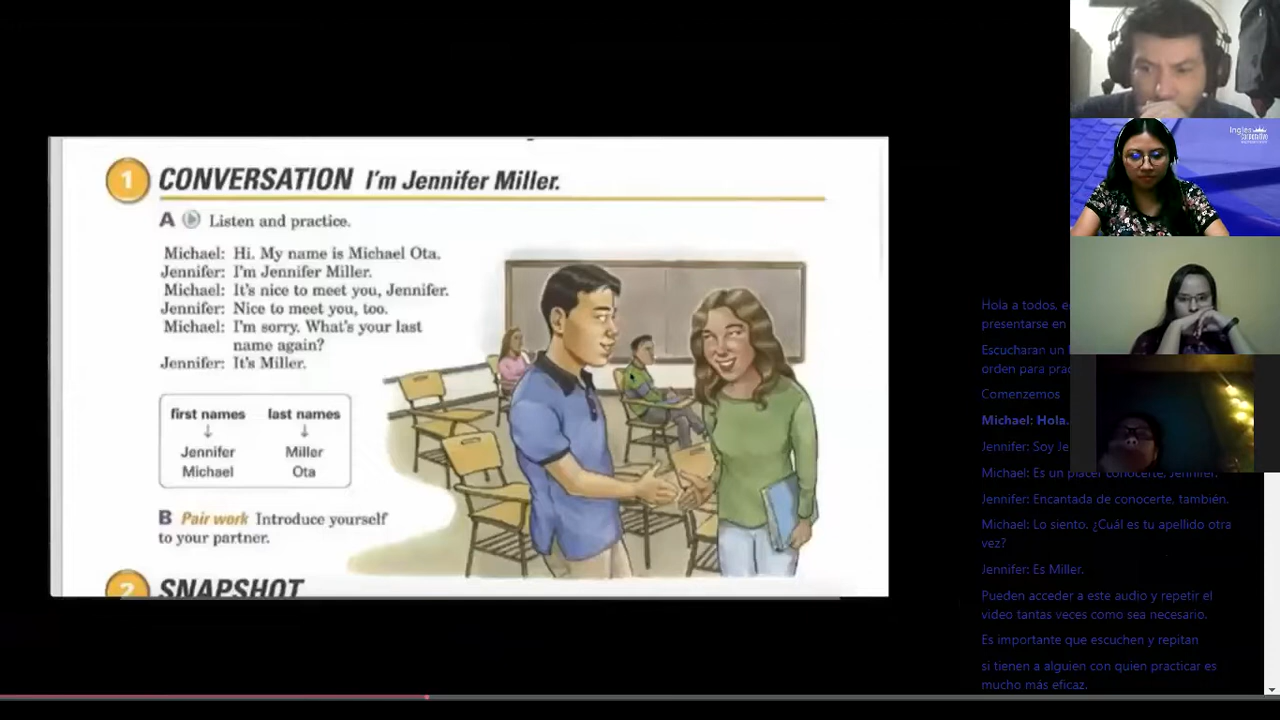 1 CONVERSATION I'm Jennifer Miller.
A Listen and practice.
Michael: Hi. My name is Michael Ota.
Jennifer: I'm Jennifer Miller.
Michael: It's nice to meet you, Jennifer.
Jennifer: Nice to meet you, too.
Michael: I'm sorry. What's your last
name again?
Jennifer: It's Miller.
first names last names
↓ ↓
Jennifer Miller
Michael Ota
B Pair work Introduce yourself
to your partner.
2 SNAPSHOT
Ingles
Hola a todos,
presentarse en
Escucharan un
orden para
Comenzemos
Michael: Hola.
Jennifer: Soy
Michael: Es un placer conocerte, Jennifer.
Jennifer: Encantada de conocerte, también.
Michael: Lo siento. ¿Cuál es tu apellido otra
vez?
Jennifer: Es Miller.
Pueden acceder a este audio y repetir el
video tantas veces como sea necesario.
Es importante que escuchen y repitan
si tienen a alguien con quien practicar es
mucho más eficaz.